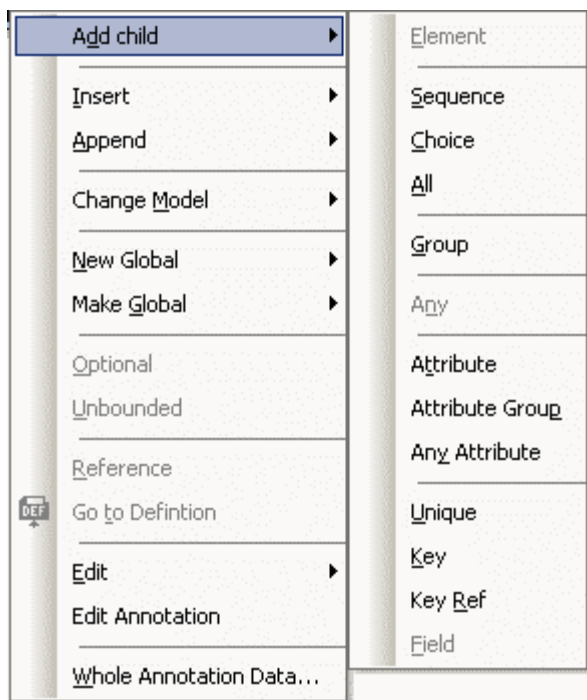 Add child
Insert
Append
Change Model
New Global
Make Global
Optional
Unbounded
Reference
DEF
Go to Defintion
Edit
Edit Annotation
Whole Annotation Data...
Element
Sequence
Choice
All
Group
Any
Attribute
Attribute Group
Any Attribute
Unique
Key
Key Ref
Field